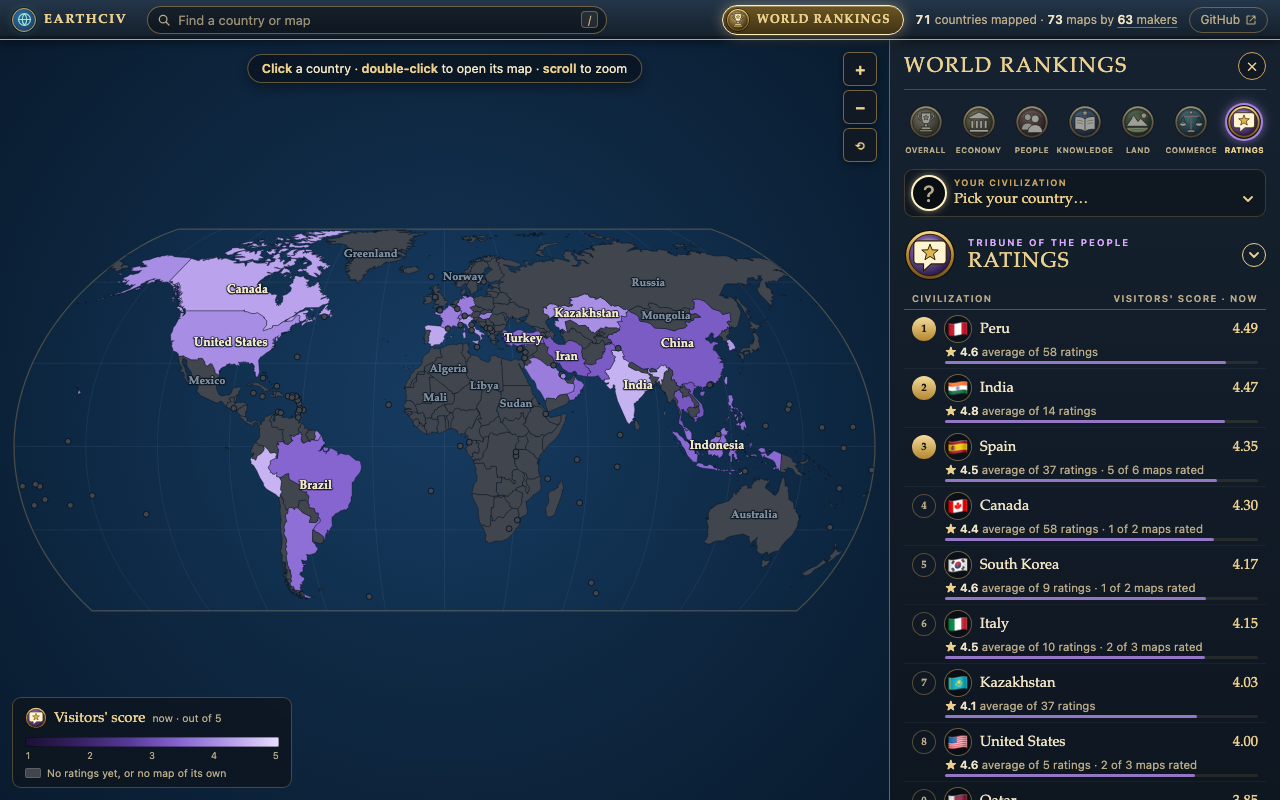 EARTHCIV
Find a country or map
/
WORLD RANKINGS
71 countries mapped · 73 maps by 63 makers
GitHub
Click a country · double-click to open its map · scroll to zoom
+
−
Greenland
Canada
Norway
Russia
Kazakhstan
Mongolia
United States
Turkey
China
Iran
Mexico
Algeria
Libya
India
Mali
Sudan
Indonesia
Brazil
Australia
Visitors' score now · out of 5
1 2 3 4 5
No ratings yet, or no map of its own
WORLD RANKINGS
OVERALL ECONOMY PEOPLE KNOWLEDGE LAND COMMERCE RATINGS
?
YOUR CIVILIZATION
Pick your country…
TRIBUNE OF THE PEOPLE
RATINGS
CIVILIZATION VISITORS' SCORE · NOW
1 Peru 4.49
4.6 average of 58 ratings
2 India 4.47
4.8 average of 14 ratings
3 Spain 4.35
4.5 average of 37 ratings · 5 of 6 maps rated
4 Canada 4.30
4.4 average of 58 ratings · 1 of 2 maps rated
5 South Korea 4.17
4.6 average of 9 ratings · 1 of 2 maps rated
6 Italy 4.15
4.5 average of 10 ratings · 2 of 3 maps rated
7 Kazakhstan 4.03
4.1 average of 37 ratings
8 United States 4.00
4.6 average of 5 ratings · 2 of 3 maps rated
9 Qatar 3.85